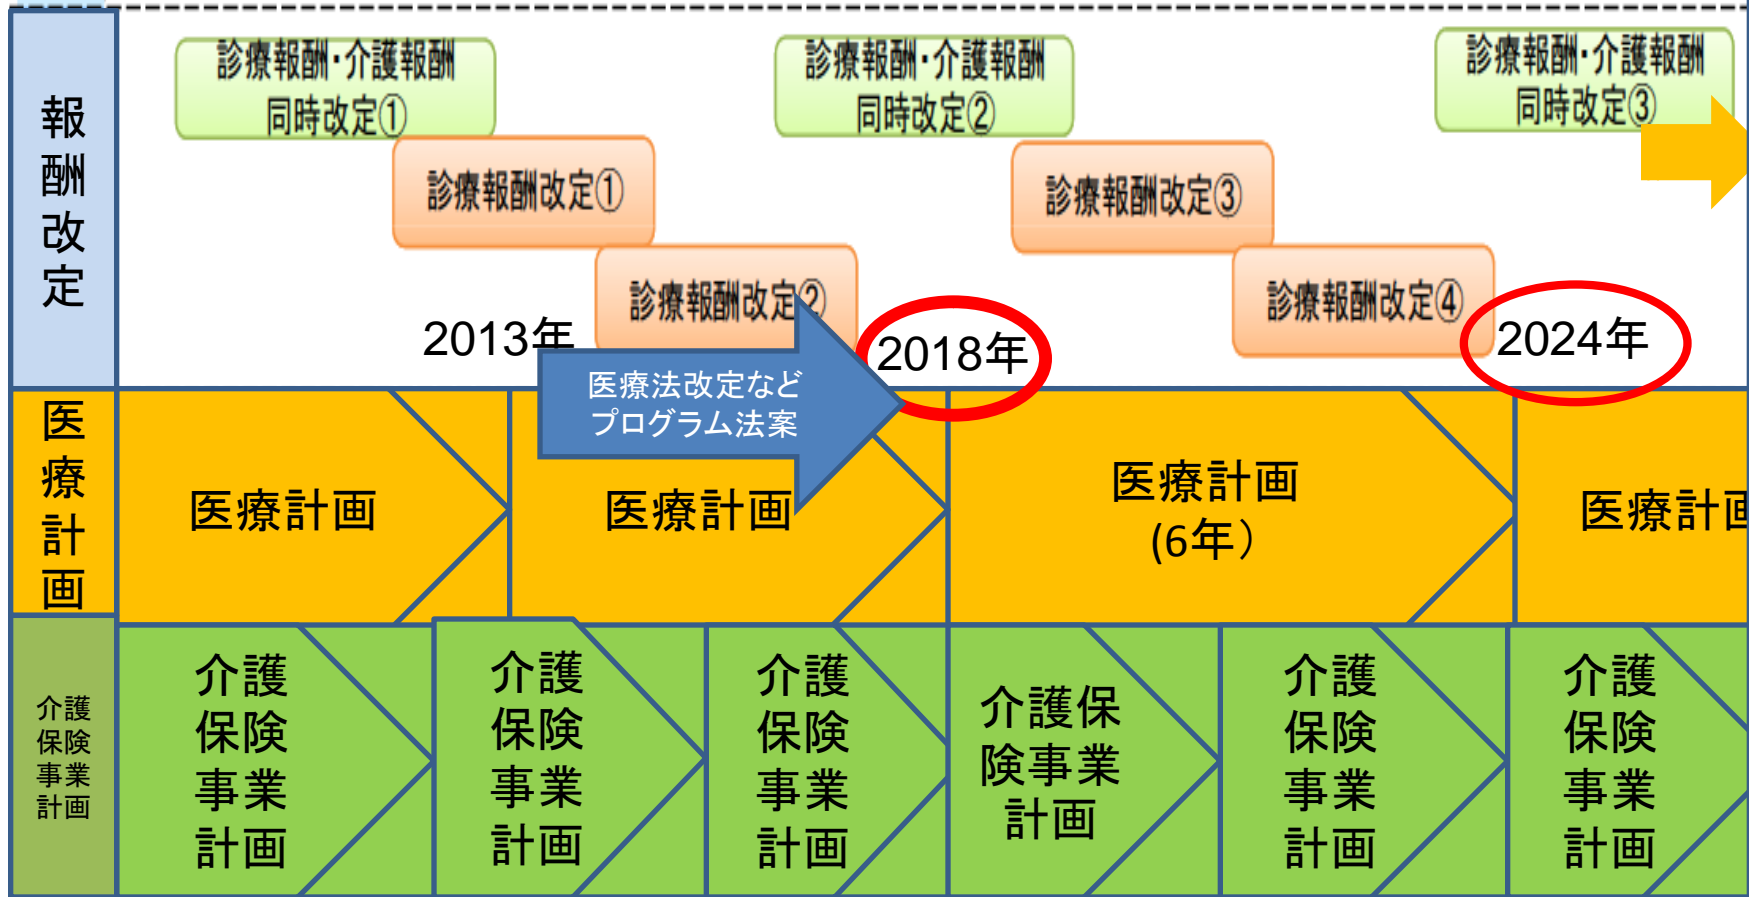 報
酬
改
定
診療報酬・介護報酬
同時改定①
診療報酬・介護報酬
同時改定②
診療報酬・介護報酬
同時改定③
診療報酬改定①
診療報酬改定③
診療報酬改定②
診療報酬改定④
2013年
2018年
2024年
医療法改定など
プログラム法案
医
療
計
画
医療計画
医療計画
医療計画
(6年）
医療計画
介護
保険
事業
計画
介護
保険
事業
計画
介護
保険
事業
計画
介護
保険
事業
計画
介護保
険事業
計画
介護
保険
事業
計画
介護
保険
事業
計画